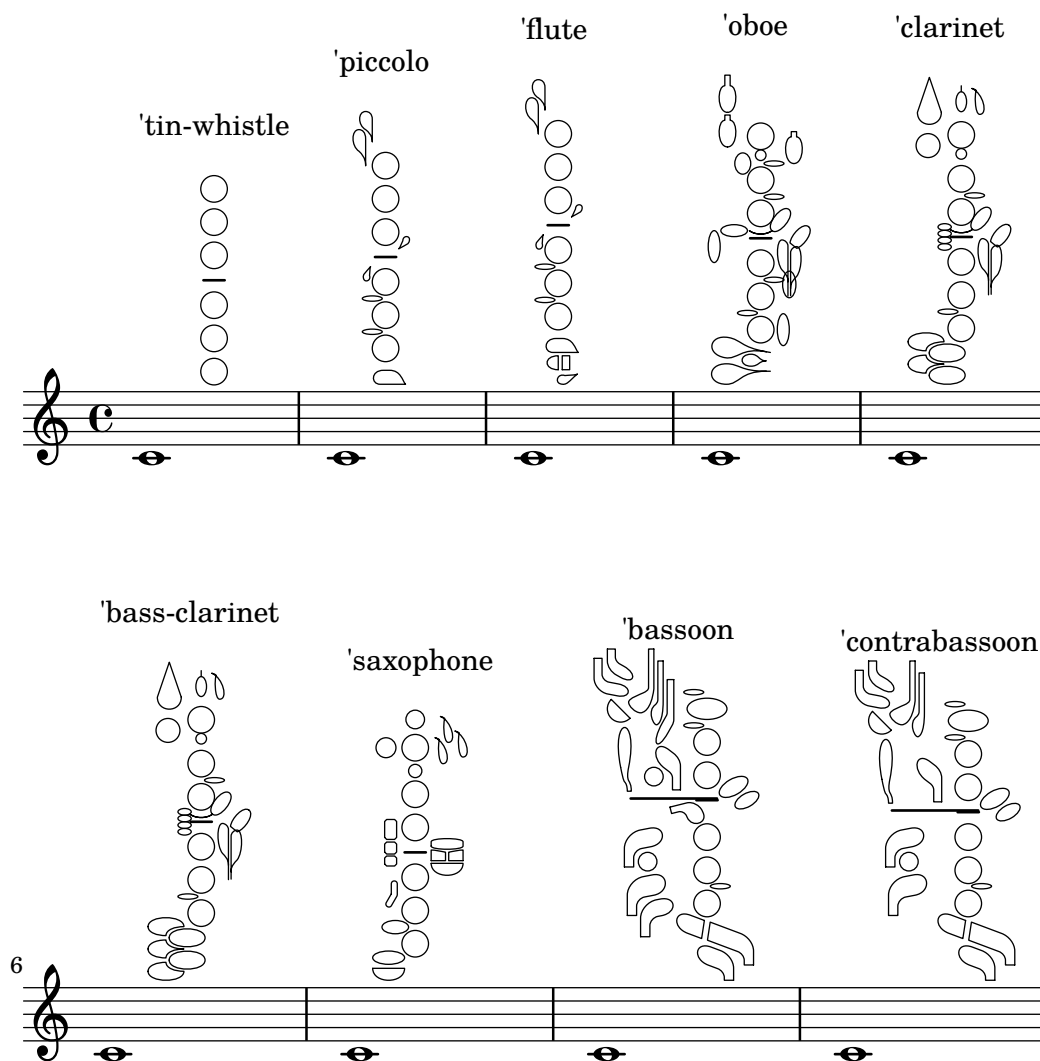 'tin-whistle
'piccolo
'flute
'oboe
'clarinet
'bass-clarinet
'saxophone
'bassoon
'contrabassoon
6